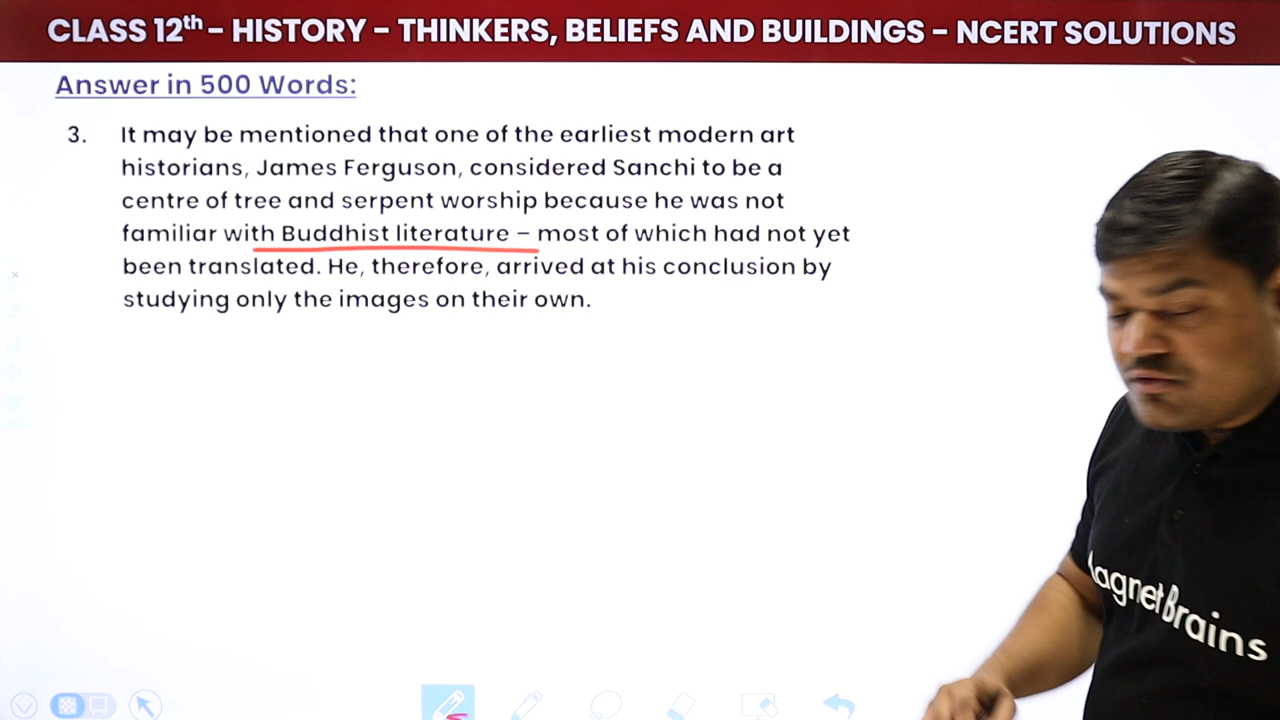 CLASS 12th – HISTORY – THINKERS, BELIEFS AND BUILDINGS – NCERT SOLUTIONS
Answer in 500 Words:
3. It may be mentioned that one of the earliest modern art
historians, James Ferguson, considered Sanchi to be a
centre of tree and serpent worship because he was not
familiar with Buddhist literature – most of which had not yet
been translated. He, therefore, arrived at his conclusion by
studying only the images on their own.
agnetBrains